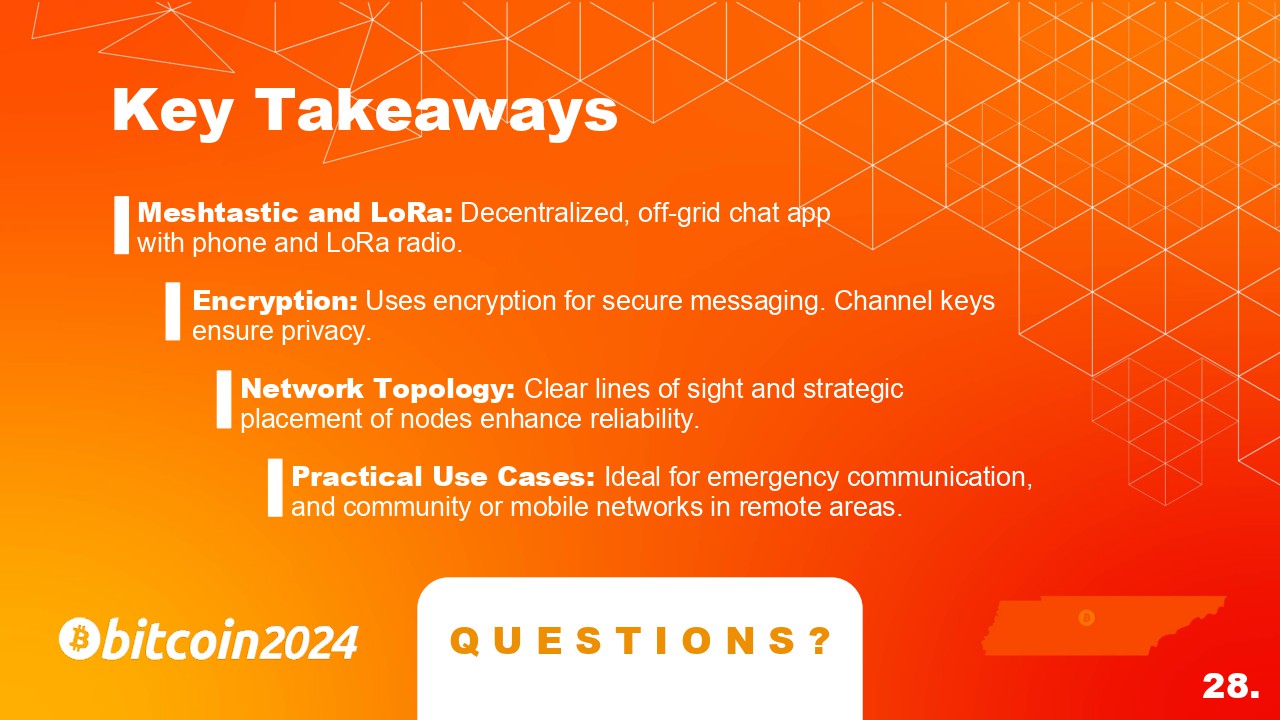 Key Takeaways
Meshtastic and LoRa: Decentralized, off-grid chat app
with phone and LoRa radio.
Encryption: Uses encryption for secure messaging. Channel keys
ensure privacy.
Network Topology: Clear lines of sight and strategic
placement of nodes enhance reliability.
Practical Use Cases: Ideal for emergency communication,
and community or mobile networks in remote areas.
bitcoin2024
QUESTIONS?
28.